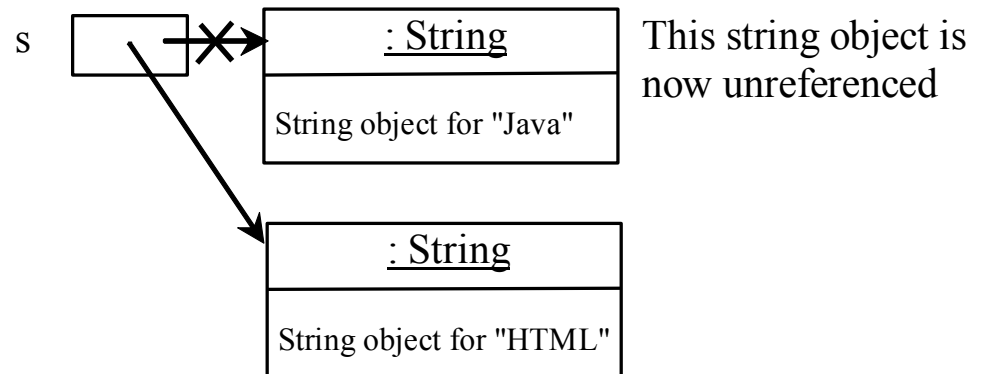 s
: String
String object for "Java"
This string object is
now unreferenced
: String
String object for "HTML"